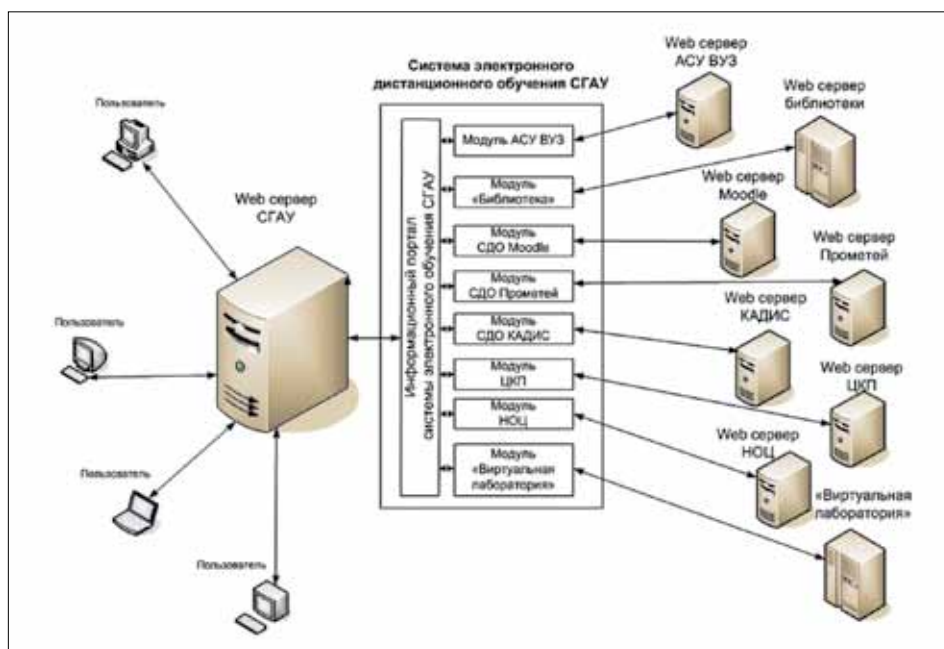 Пользователь
Web сервер
СГАУ
Пользователь
Пользователь
Пользователь
Система электронного
дистанционного обучения СГАУ
Информационный портал
системы электронного обучения СГАУ
Модуль АСУ ВУЗ
Модуль
«Библиотека»
Модуль
СДО Moodle
Модуль
СДО Прометей
Модуль
СДО КАДИС
Модуль
ЦКП
Модуль
НОЦ
Модуль
«Виртуальная
лаборатория»
Web сервер
АСУ ВУЗ
Web сервер
библиотеки
Web сервер
Moodle
Web сервер
Прометей
Web сервер
КАДИС
Web сервер
ЦКП
Web сервер
НОЦ
«Виртуальная
лаборатория»